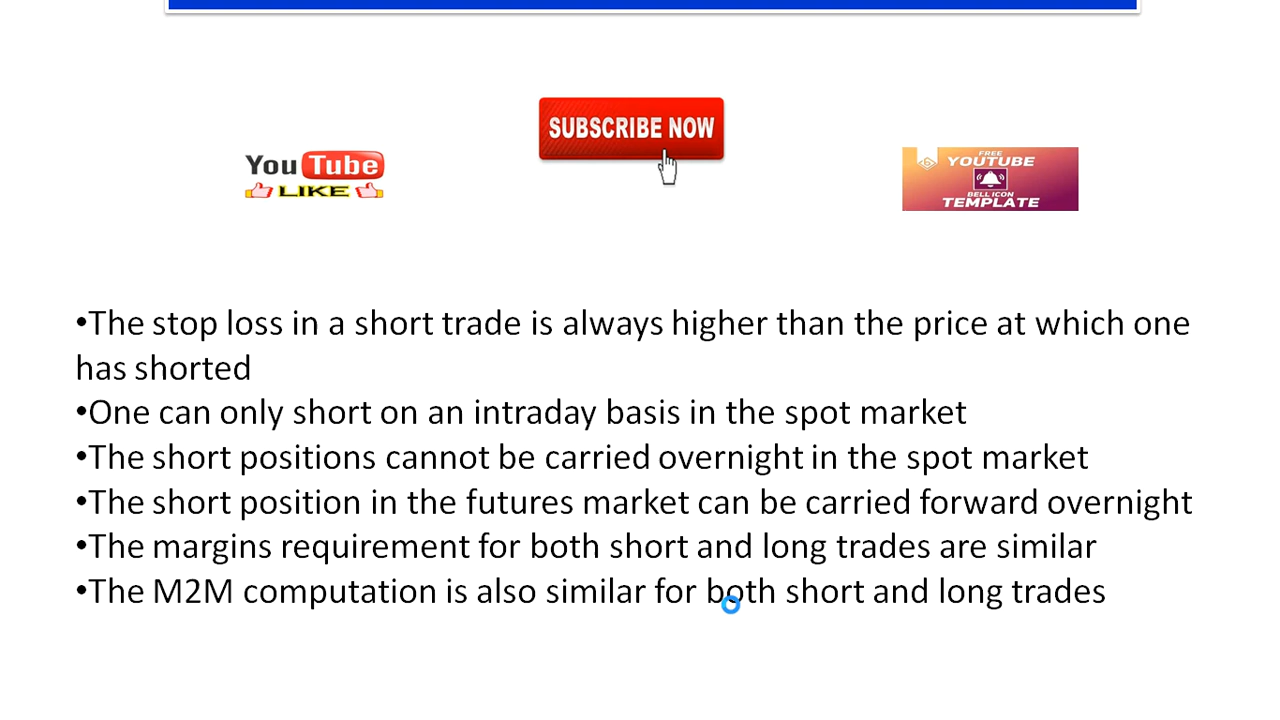 SUBSCRIBE NOW
You Tube
LIKE
FREE
YOUTUBE
BELL ICON
TEMPLATE
•The stop loss in a short trade is always higher than the price at which one
has shorted
•One can only short on an intraday basis in the spot market
•The short positions cannot be carried overnight in the spot market
•The short position in the futures market can be carried forward overnight
•The margins requirement for both short and long trades are similar
•The M2M computation is also similar for both short and long trades